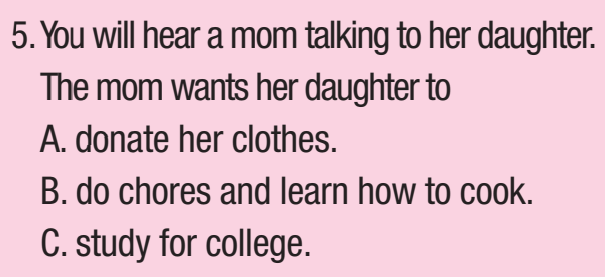 5. You will hear a mom talking to her daughter.
The mom wants her daughter to
A. donate her clothes.
B. do chores and learn how to cook.
C. study for college.